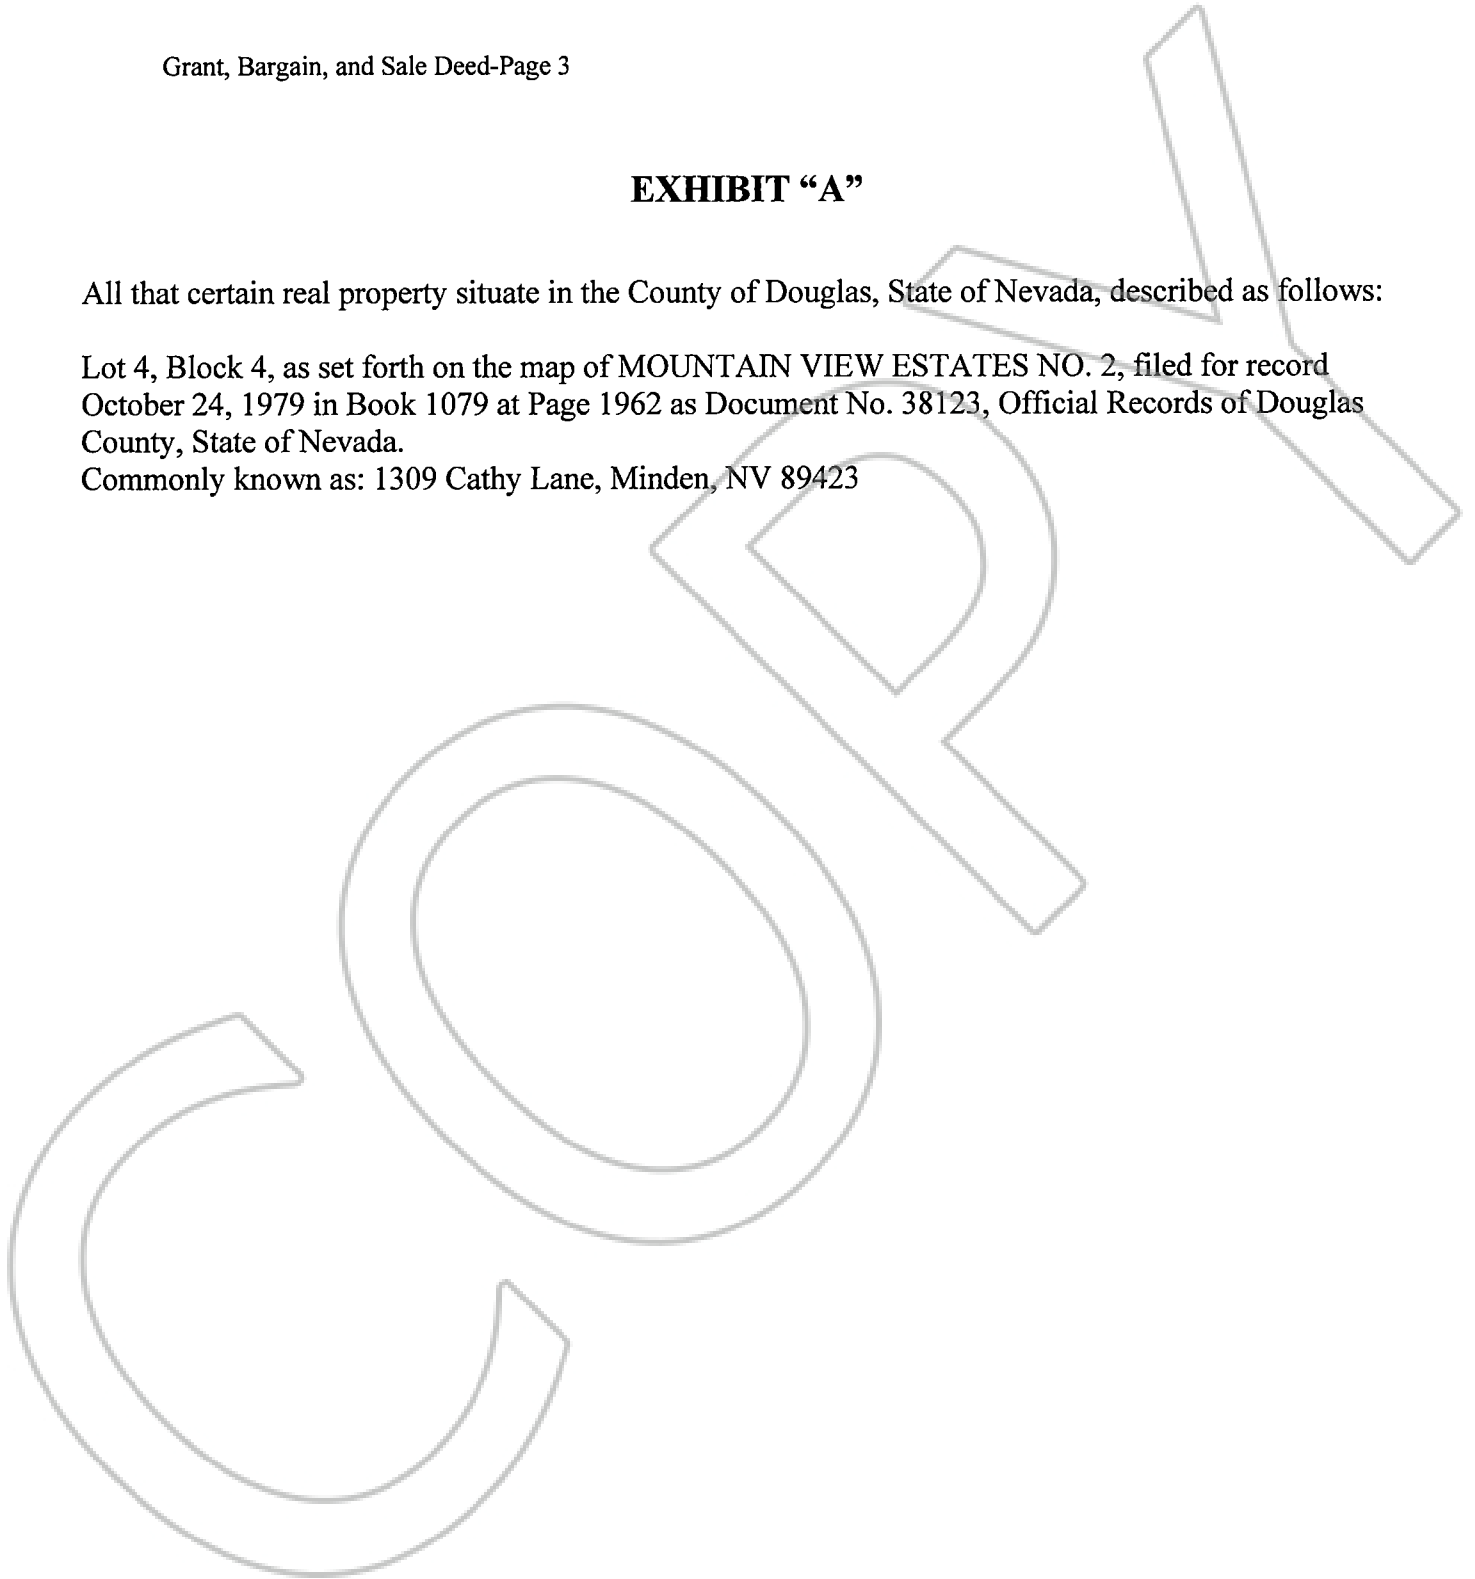 Grant, Bargain, and Sale Deed-Page 3
EXHIBIT “A”
All that certain real property situate in the County of Douglas, State of Nevada, described as follows:
Lot 4, Block 4, as set forth on the map of MOUNTAIN VIEW ESTATES NO. 2, filed for record
October 24, 1979 in Book 1079 at Page 1962 as Document No. 38123, Official Records of Douglas
County, State of Nevada.
Commonly known as: 1309 Cathy Lane, Minden, NV 89423
COPY